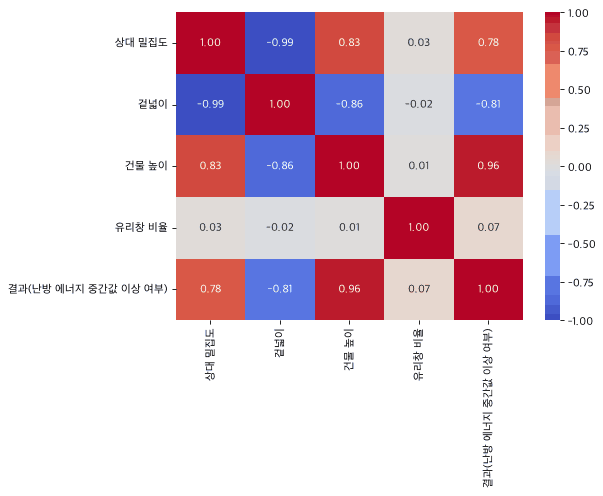 상대 밀집도 1.00 -0.99 0.83 0.03 0.78
겉넓이 -0.99 1.00 -0.86 -0.02 -0.81
건물 높이 0.83 -0.86 1.00 0.01 0.96
유리창 비율 0.03 -0.02 0.01 1.00 0.07
결과(난방 에너지 중간값 이상 여부) 0.78 -0.81 0.96 0.07 1.00
상대 밀집도
겉넓이
건물 높이
유리창 비율
결과(난방 에너지 중간값 이상 여부)
1.00
0.75
0.50
0.25
0.00
-0.25
-0.50
-0.75
-1.00